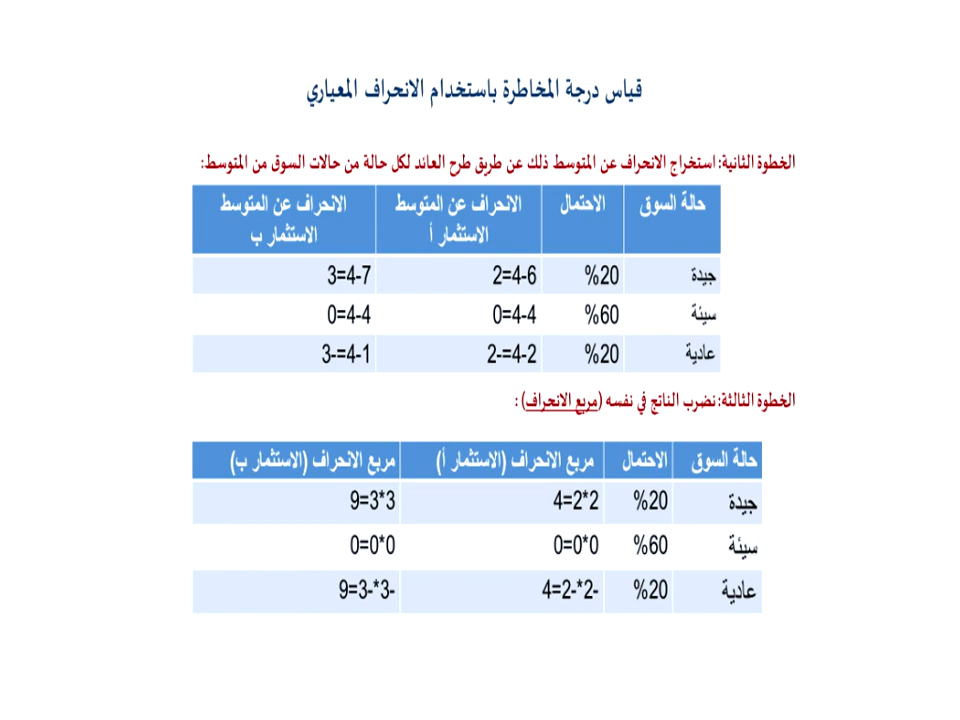 قياس درجة المخاطرة باستخدام الانحراف المعياري
الخطوة الثانية: استخراج الانحراف عن المتوسط ذلك عن طريق طرح العائد لكل حالة من حالات السوق من المتوسط:
حالة السوق الاحتمال الانحراف عن المتوسط الانحراف عن المتوسط
الاستثمار أ الاستثمار ب
جيدة %20 2=4-6 3=4-7
سيئة %60 0=4-4 0=4-4
عادية %20 2-=4-2 3-=4-1
الخطوة الثالثة: نضرب الناتج في نفسه (مربع الانحراف) :
حالة السوق الاحتمال مربع الانحراف (الاستثمار أ) مربع الانحراف (الاستثمار ب)
جيدة %20 4=2*2 9=3*3
سيئة %60 0=0*0 0=0*0
عادية %20 4=2-*2- 9=3-*3-